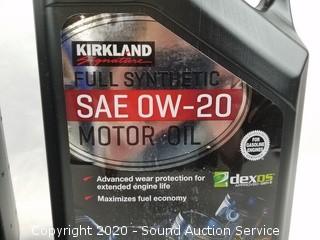 KIRKLAND
Signature
FULL SYNTHETIC
SAE 0W-20
MOTOR OIL
FOR
GASOLINE
ENGINES
Advanced wear protection for
extended engine life
Maximizes fuel economy
dexos
Copyright 2020 - Sound Auction Service